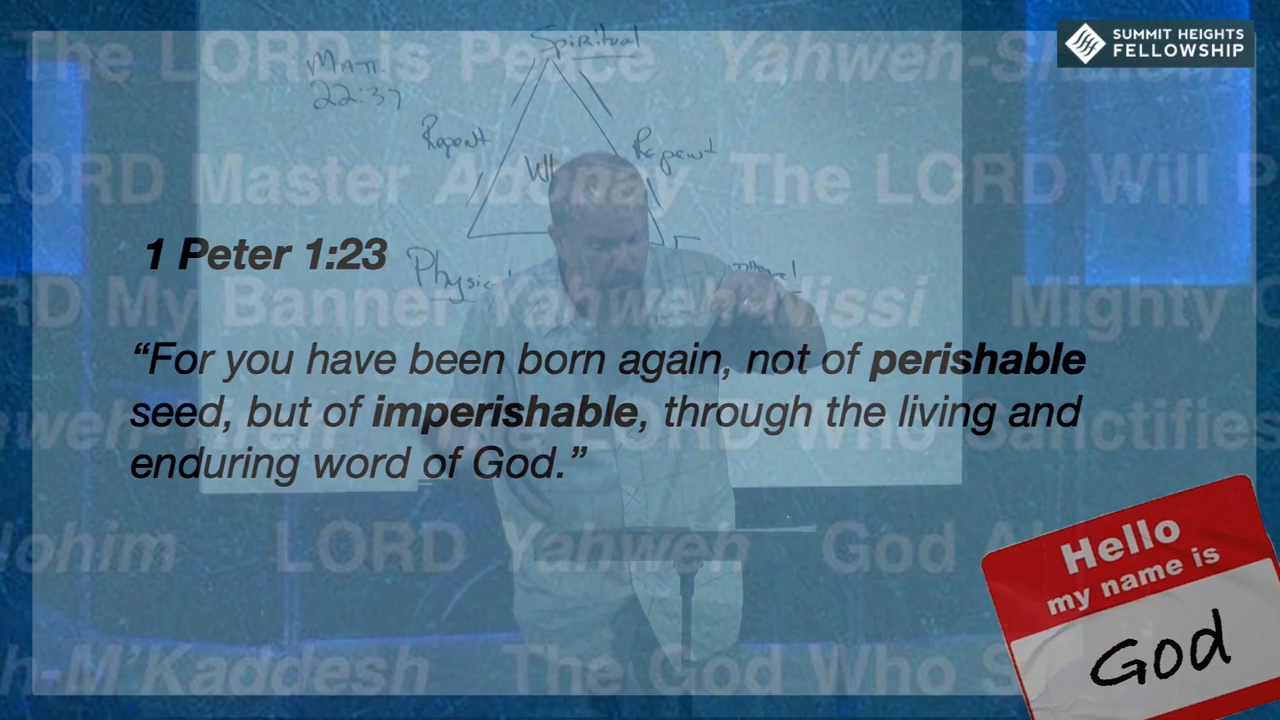 SUMMIT HEIGHTS
FELLOWSHIP
The LORD is Peace Yahweh-Shalom
Spiritual
MATT.
22:37
Repent
Repent
LORD Master Adonay The LORD Will P
1 Peter 1:23
RD My Banner Yahweh-Nissi Mighty
“For you have been born again, not of perishable
seed, but of imperishable, through the living and
enduring word of God.”
LORD Who Sanctifies
lohim LORD Yahweh God
h-M'Kaddesh The God Who S
Hello
my name is
God